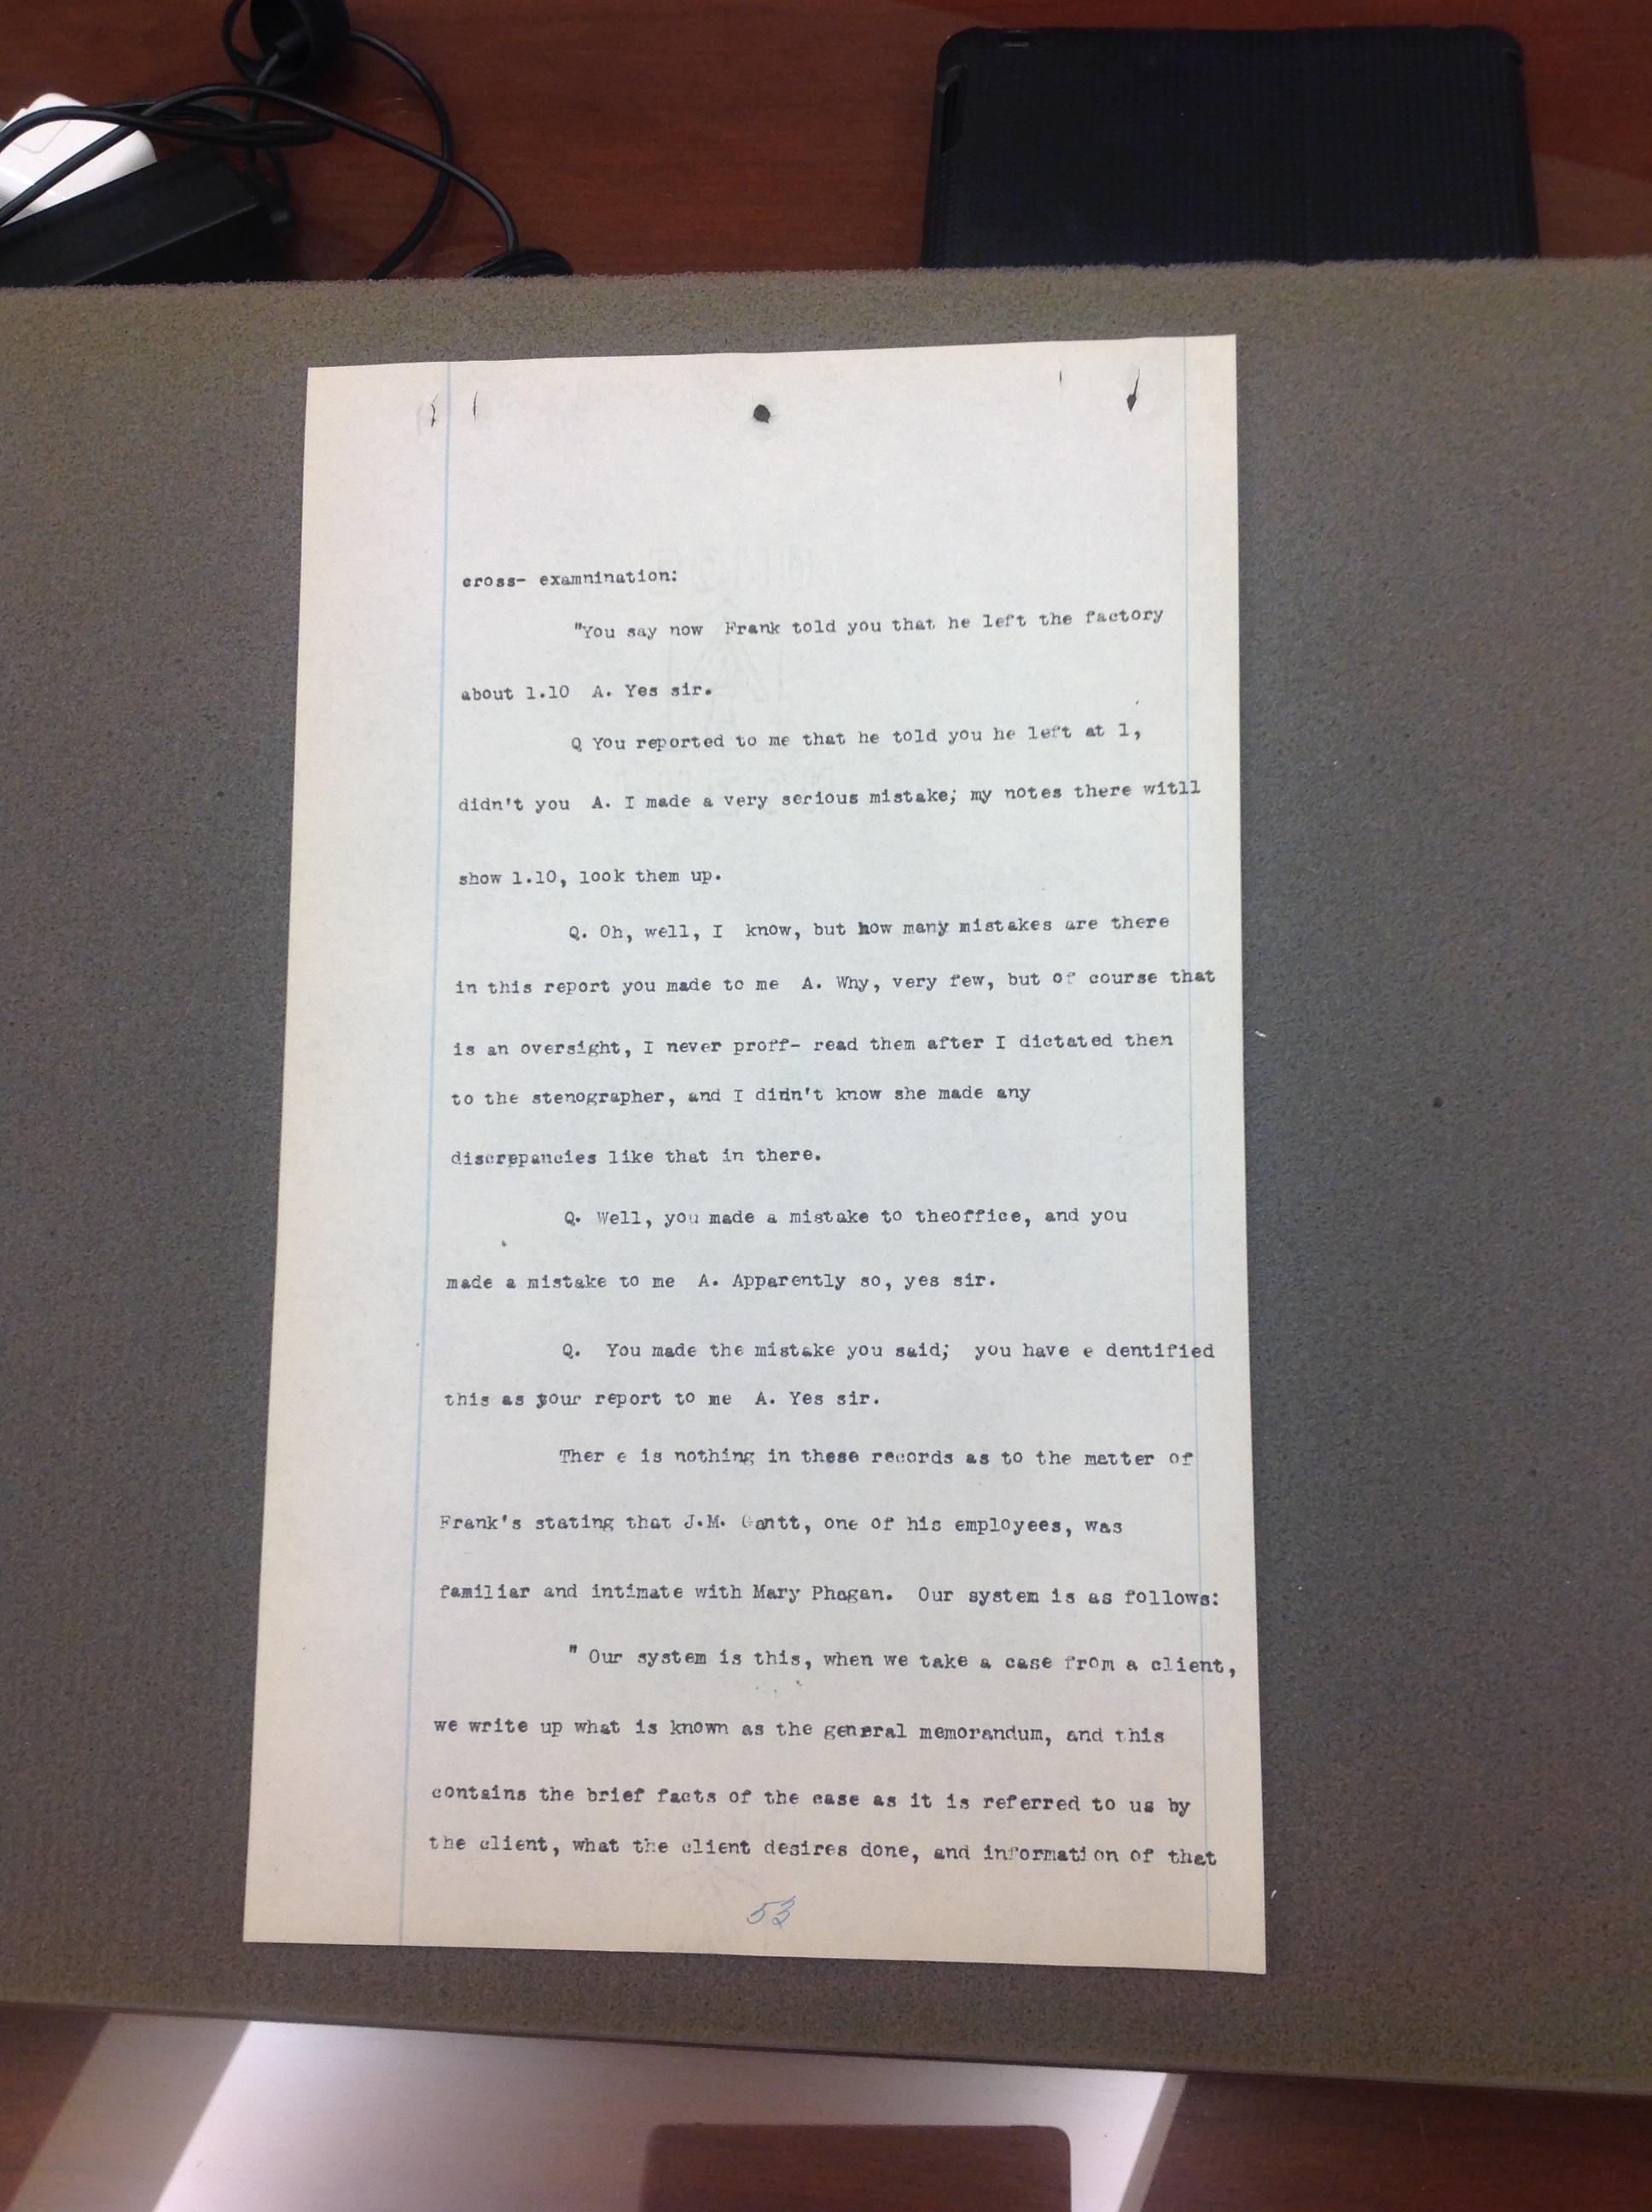 cross- examnination:
"You say now Frank told you that he left the factory
about 1.10 A. Yes sir.
Q You reported to me that he told you he left at 1,
didn't you A. I made a very serious mistake; my notes there witll
show 1.10, look them up.
Q. Oh, well, I know, but how many mistakes are there
in this report you made to me A. Why, very few, but of course that
is an oversight, I never proff- read them after I dictated then
to the stenographer, and I didn't know she made any
discrepancies like that in there.
Q. Well, you made a mistake to theoffice, and you
made a mistake to me A. Apparently so, yes sir.
Q. You made the mistake you said; you have e dentified
this as your report to me A. Yes sir.
Ther e is nothing in these records as to the matter of
Frank's stating that J.M. Gantt, one of his employees, was
familiar and intimate with Mary Phagan. Our system is as follows:
" Our system is this, when we take a case from a client,
we write up what is known as the general memorandum, and this
contains the brief facts of the case as it is referred to us by
the client, what the client desires done, and information of that
53